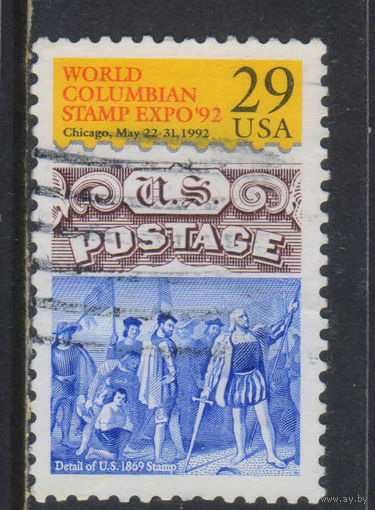 WORLD
COLUMBIAN
STAMP EXPO '92
Chicago, May 22-31, 1992
29
USA
U.S.
POSTAGE
Detail of U.S. 1869 Stamp
© ay.by